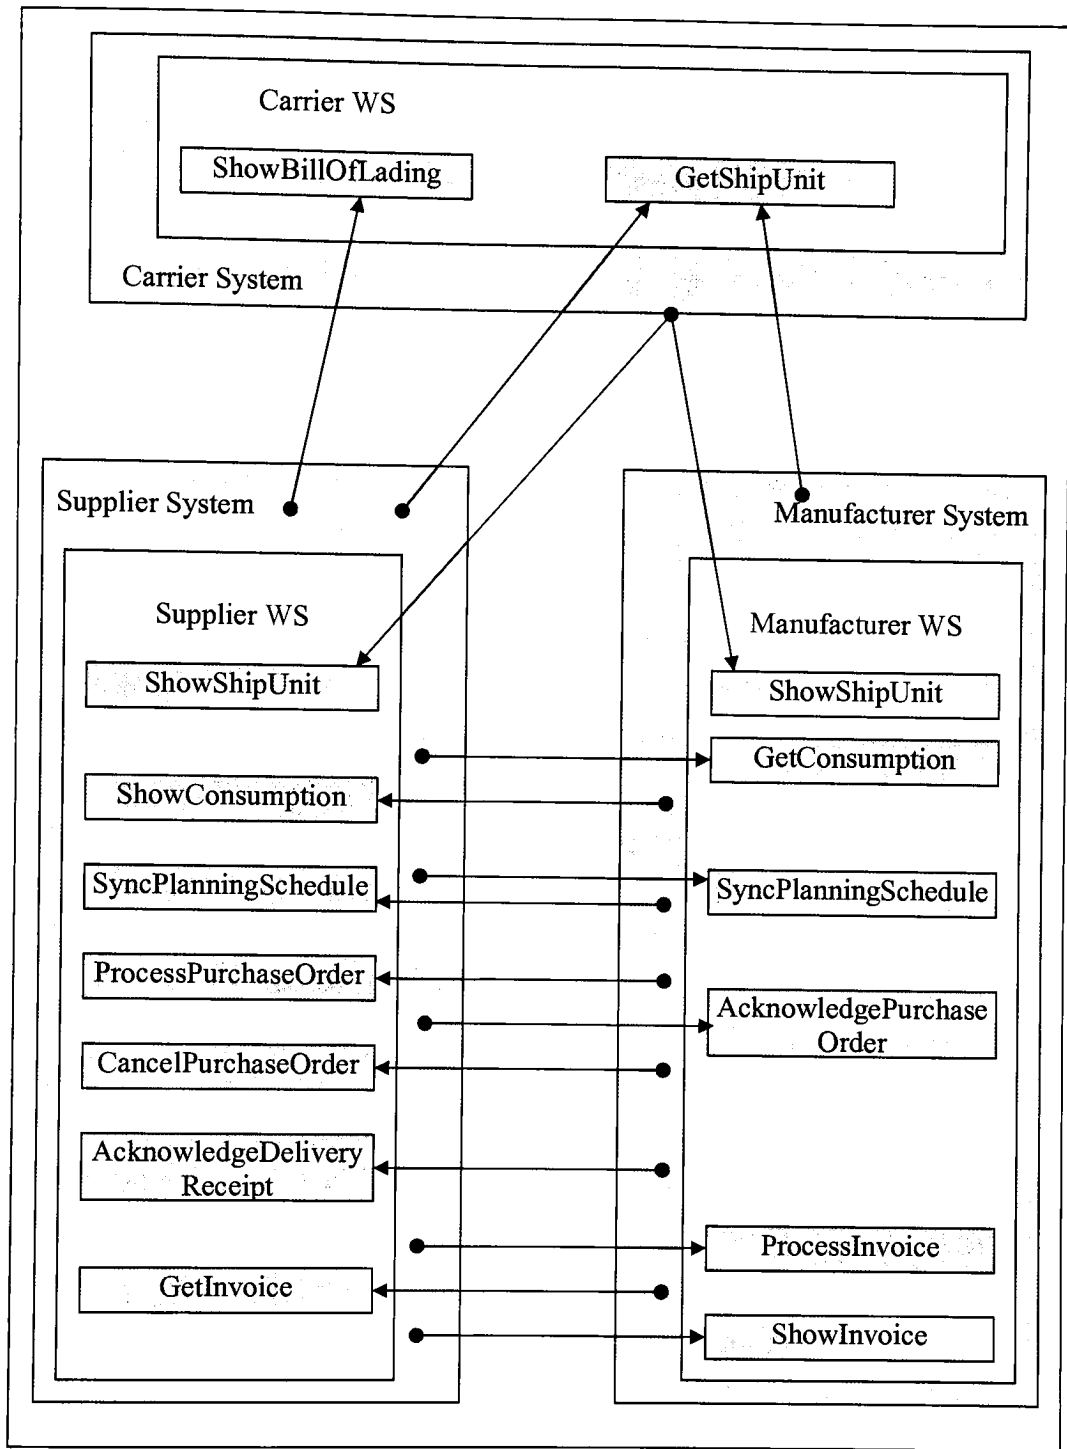 Carrier WS
ShowBillOfLading
GetShipUnit
Carrier System
Supplier System
Manufacturer System
Supplier WS
Manufacturer WS
ShowShipUnit
ShowShipUnit
GetConsumption
ShowConsumption
SyncPlanningSchedule
SyncPlanningSchedule
ProcessPurchaseOrder
AcknowledgePurchase
Order
CancelPurchaseOrder
AcknowledgeDelivery
Receipt
ProcessInvoice
GetInvoice
ShowInvoice